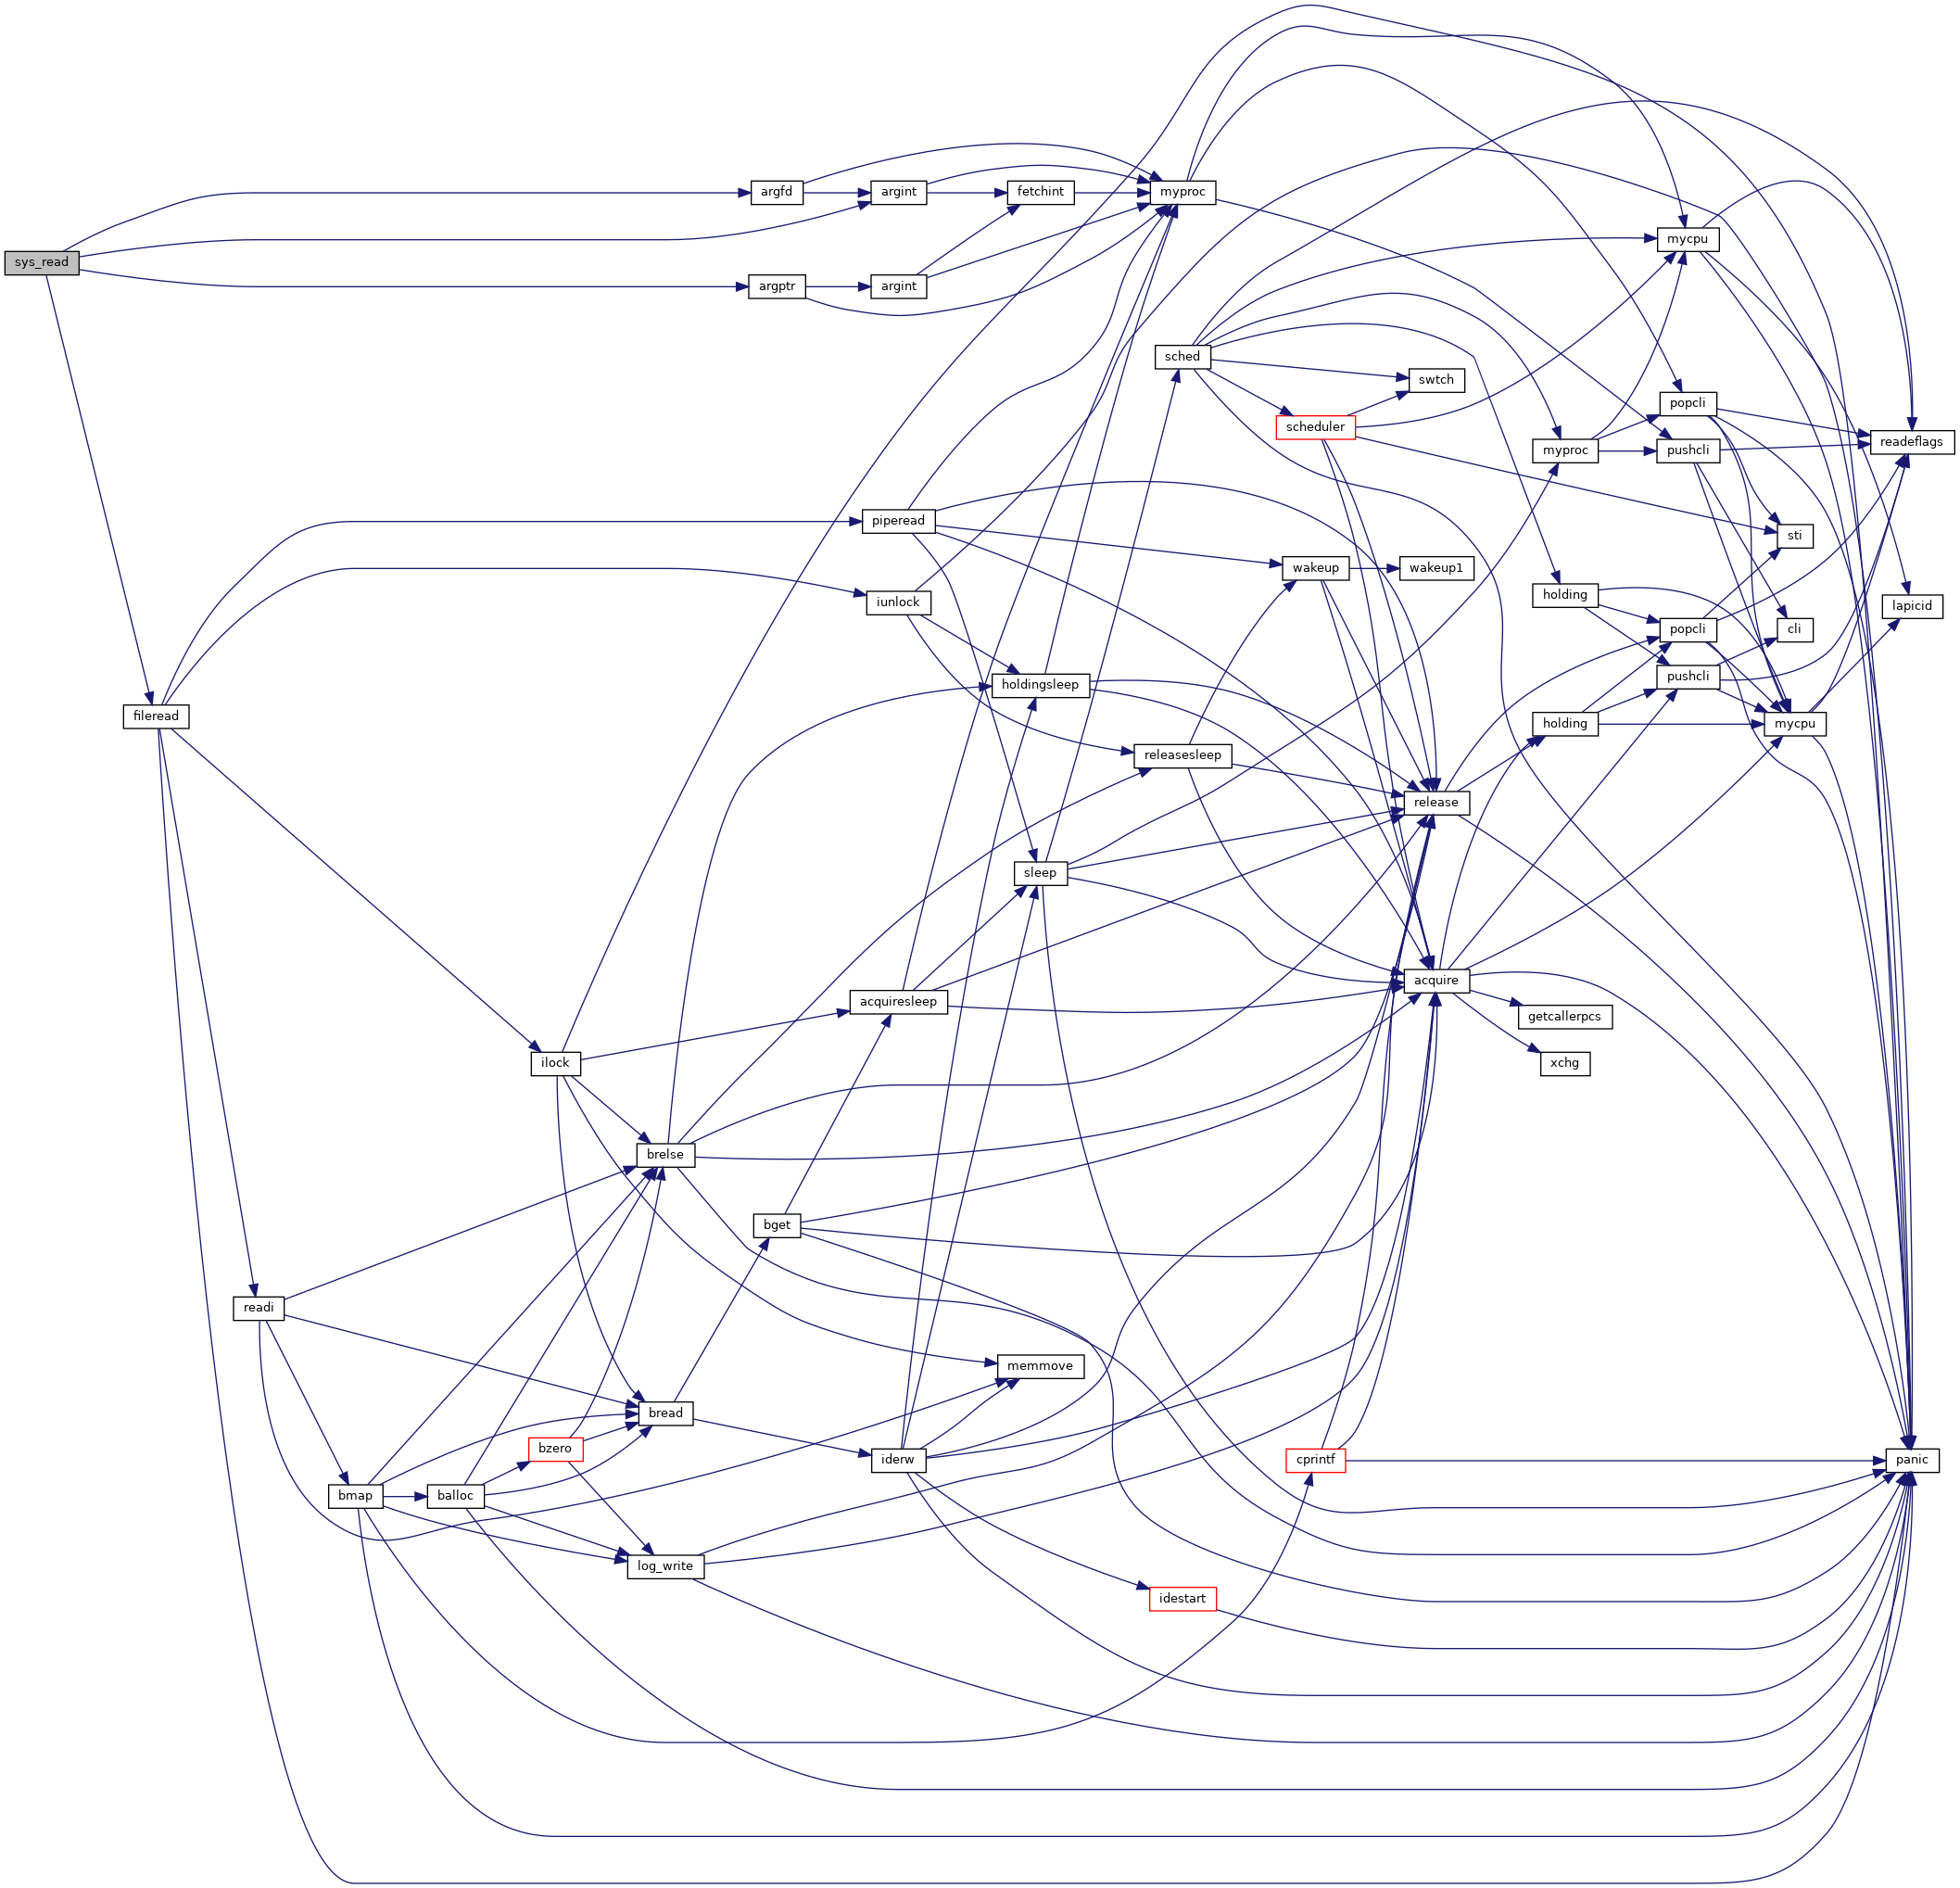 sys_read
argfd
argint
fetchint
myproc
mycpu
argptr
argint
sched
swtch
scheduler
popcli
myproc
pushcli
readeflags
piperead
sti
wakeup
wakeup1
iunlock
holding
lapicid
popcli
cli
holdingsleep
pushcli
fileread
holding
mycpu
releasesleep
release
sleep
acquire
acquiresleep
getcallerpcs
ilock
xchg
brelse
bget
readi
memmove
bread
bzero
iderw
cprintf
panic
bmap
balloc
log_write
idestart